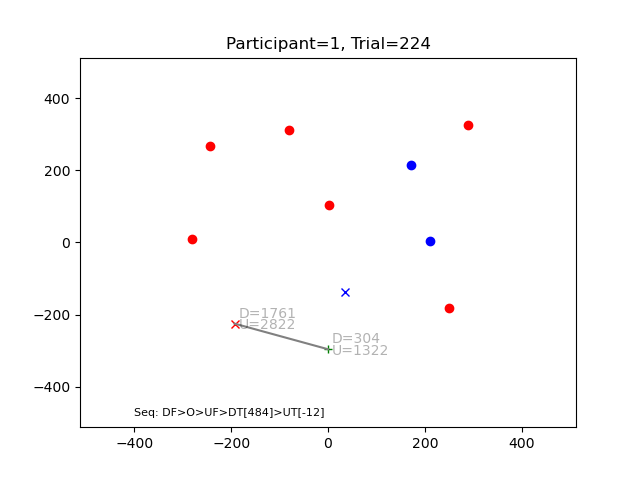 Participant=1, Trial=224
400
200
0
−200
−400
D=1761
U=2822
D=304
U=1322
Seq: DF>O>UF>DT[484]>UT[-12]
−400
−200
0
200
400